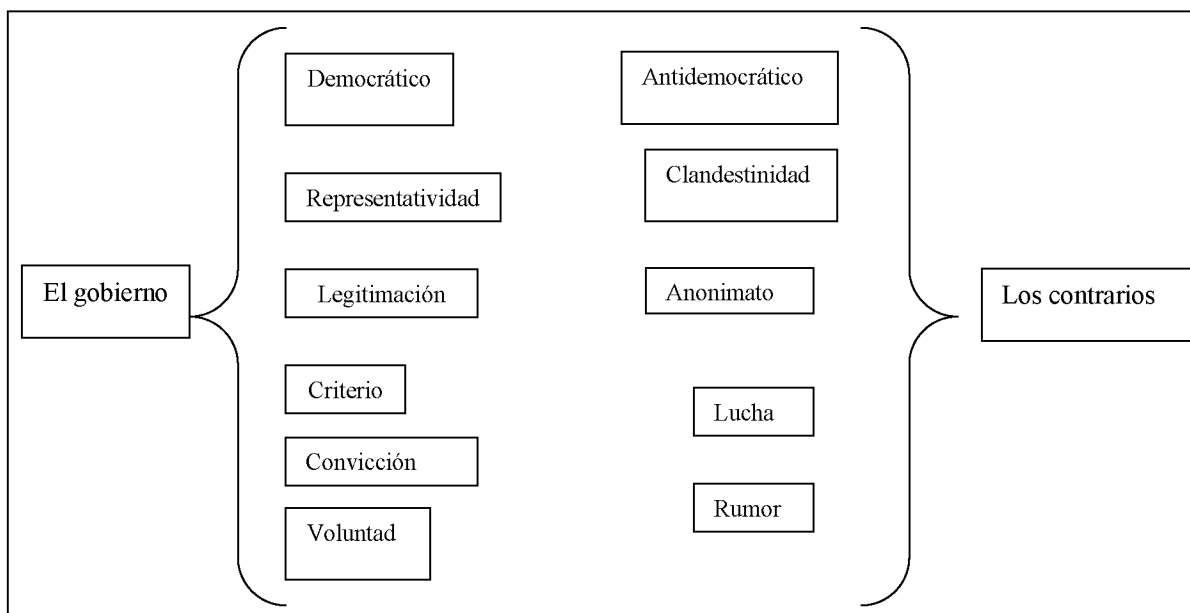 El gobierno
Democrático
Representatividad
Legitimación
Criterio
Convicción
Voluntad
Antidemocrático
Clandestinidad
Anonimato
Lucha
Rumor
Los contrarios